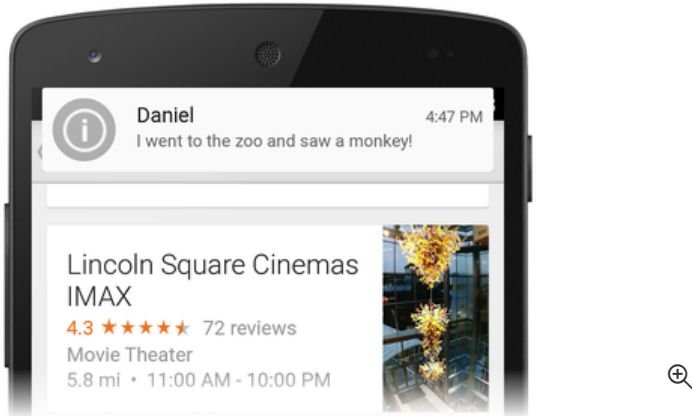 Daniel
4:47 PM
I went to the zoo and saw a monkey!
Lincoln Square Cinemas
IMAX
4.3 72 reviews
Movie Theater
5.8 mi • 11:00 AM - 10:00 PM